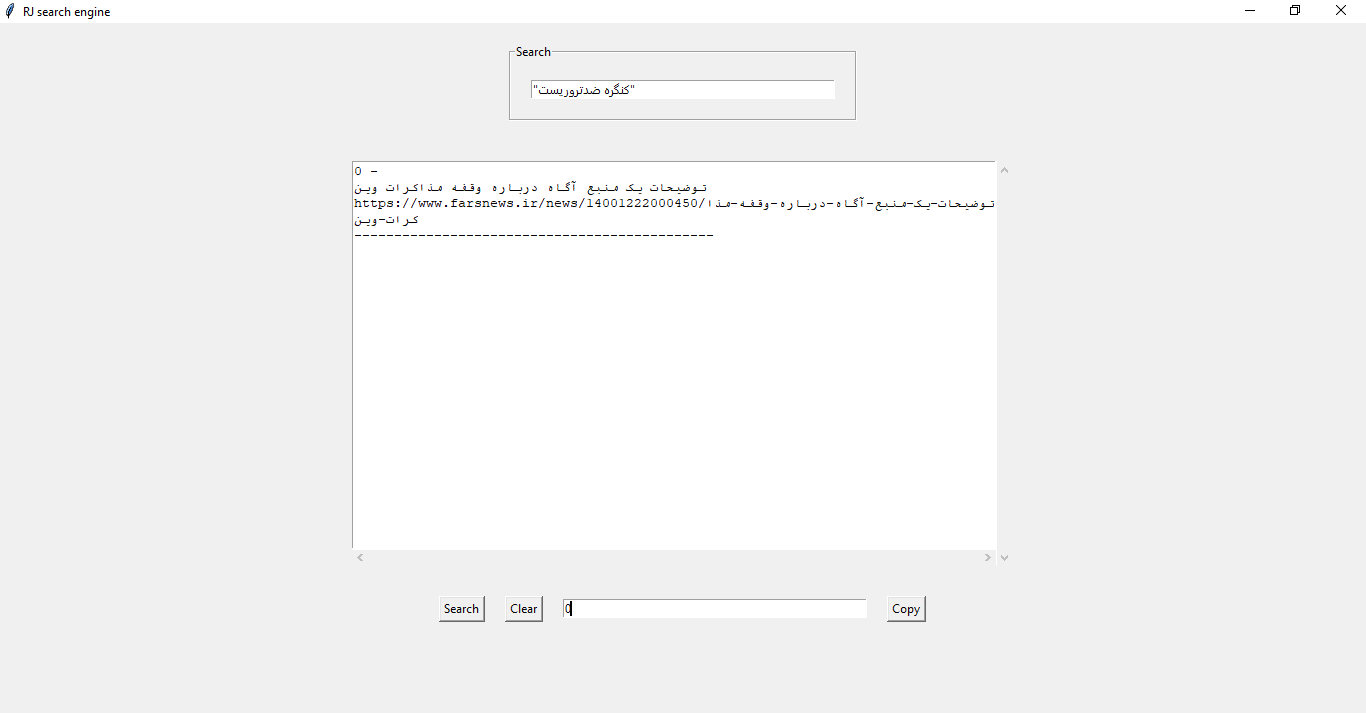 RJ search engine
Search
"کنگره ضدتروریست"
0 -
توضیحات یک منبع آگاه درباره وقفه مذاکرات وین
https://www.farsnews.ir/news/14001222000450/توضیحات-یک-منبع-آگاه-درباره-وقفه-مذا
کرات-وین
---------------------------------------------
Search Clear 0 Copy